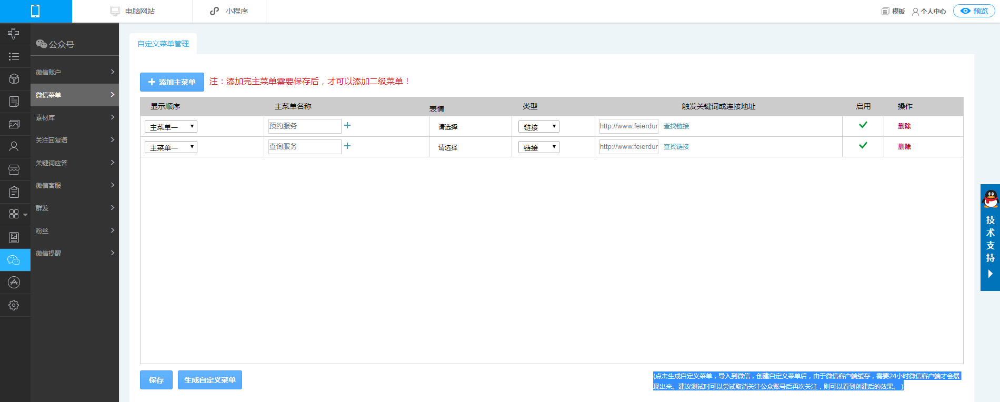 电脑网站
小程序
模板
个人中心
预览
公众号
微信账户
微信菜单
素材库
关注回复语
关键词应答
微信客服
群发
粉丝
微信提醒
自定义菜单管理
添加主菜单 注：添加完主菜单需要保存后，才可以添加二级菜单！
显示顺序 主菜单名称 表情 类型 触发关键词或连接地址 启用 操作
主菜单一 预约服务 请选择 链接 http://www.feierdur 查找链接 删除
主菜单一 查询服务 请选择 链接 http://www.feierdur 查找链接 删除
保存 生成自定义菜单
(点击生成自定义菜单，导入到微信，创建自定义菜单后，由于微信客户端缓存，需要24小时微信客户端才会展
现出来。建议测试时可以尝试取消关注公众账号后再次关注，则可以看到创建后的效果。 )
技
术
支
持